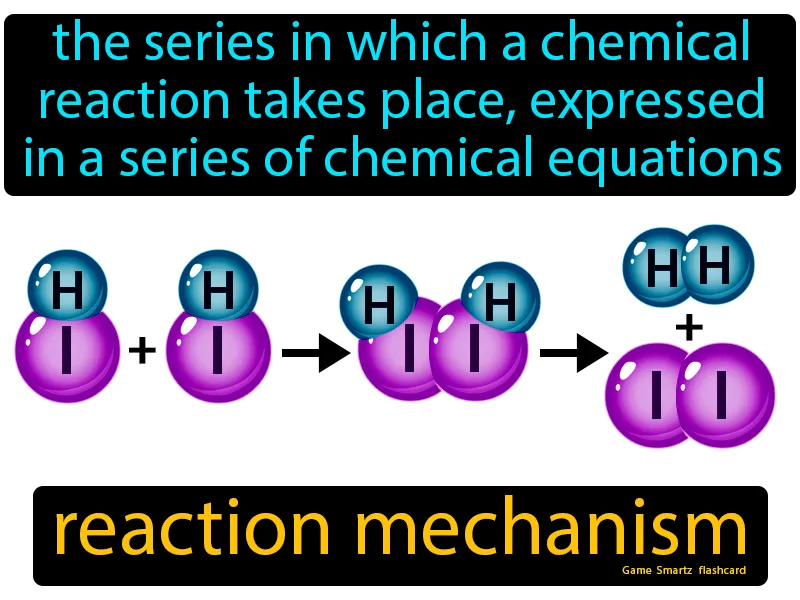 the series in which a chemical
reaction takes place, expressed
in a series of chemical equations
H H H H H H
I + I I I + I I
reaction mechanism
Game Smartz flashcard